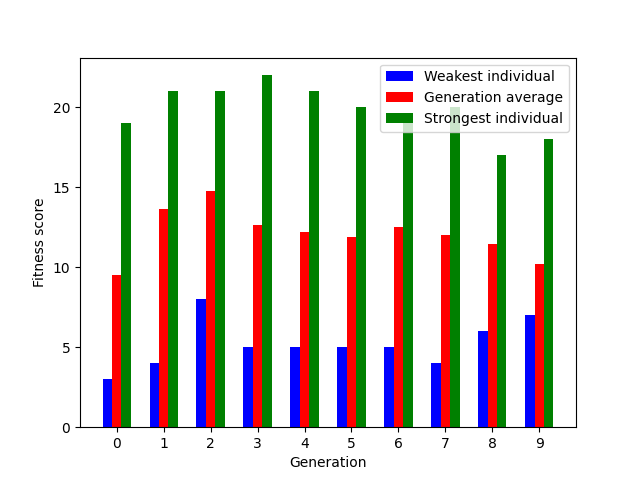 Weakest individual
Generation average
Strongest individual
Fitness score
20
15
10
5
0
0 1 2 3 4 5 6 7 8 9
Generation